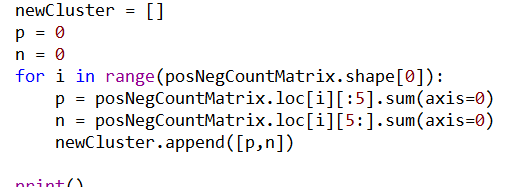 newCluster = []
p = 0
n = 0
for i in range(posNegCountMatrix.shape[0]):
    p = posNegCountMatrix.loc[i][:5].sum(axis=0)
    n = posNegCountMatrix.loc[i][5:].sum(axis=0)
    newCluster.append([p,n])
print()